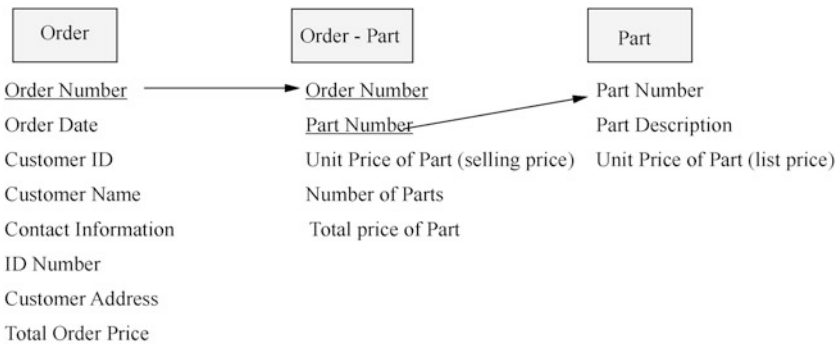 Order
Order Number
Order Date
Customer ID
Customer Name
Contact Information
ID Number
Customer Address
Total Order Price
Order - Part
Order Number
Part Number
Unit Price of Part (selling price)
Number of Parts
Total price of Part
Part
Part Number
Part Description
Unit Price of Part (list price)